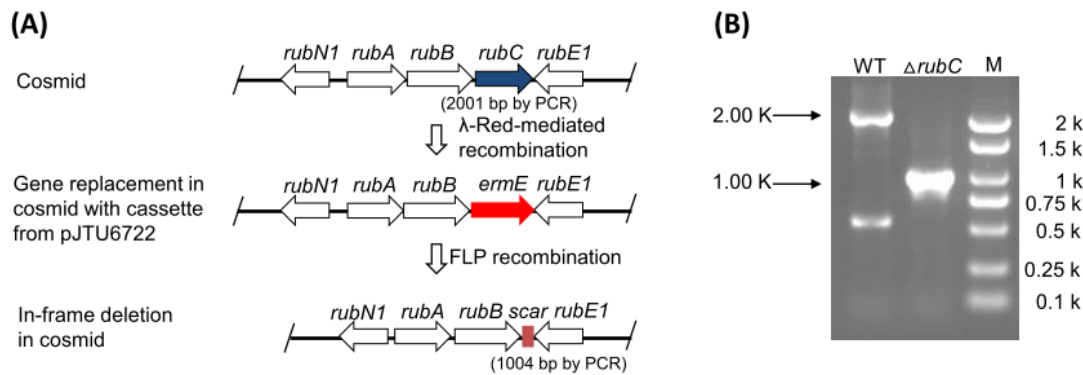 (A)
rubN1 rubA rubB rubC rubE1
Cosmid
(2001 bp by PCR)
λ-Red-mediated
recombination
rubN1 rubA rubB ermE rubE1
Gene replacement in
cosmid with cassette
from pJTU6722
FLP recombination
rubN1 rubA rubB scar rubE1
In-frame deletion
in cosmid
(1004 bp by PCR)
(B)
WT ΔrubC M
2.00 K
1.00 K
2 k
1.5 k
1 k
0.75 k
0.5 k
0.25 k
0.1 k